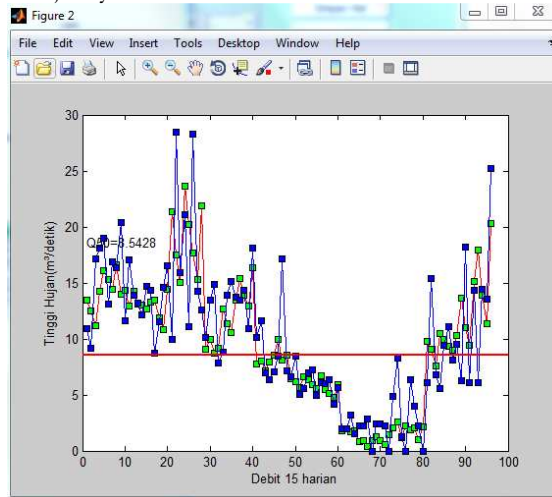 Figure 2
File Edit View Insert Tools Desktop Window Help
30
25
20
15
10
5
0
Q50=8.5428
Tinggi Hujan(m³/detik)
0 10 20 30 40 50 60 70 80 90 100
Debit 15 harian